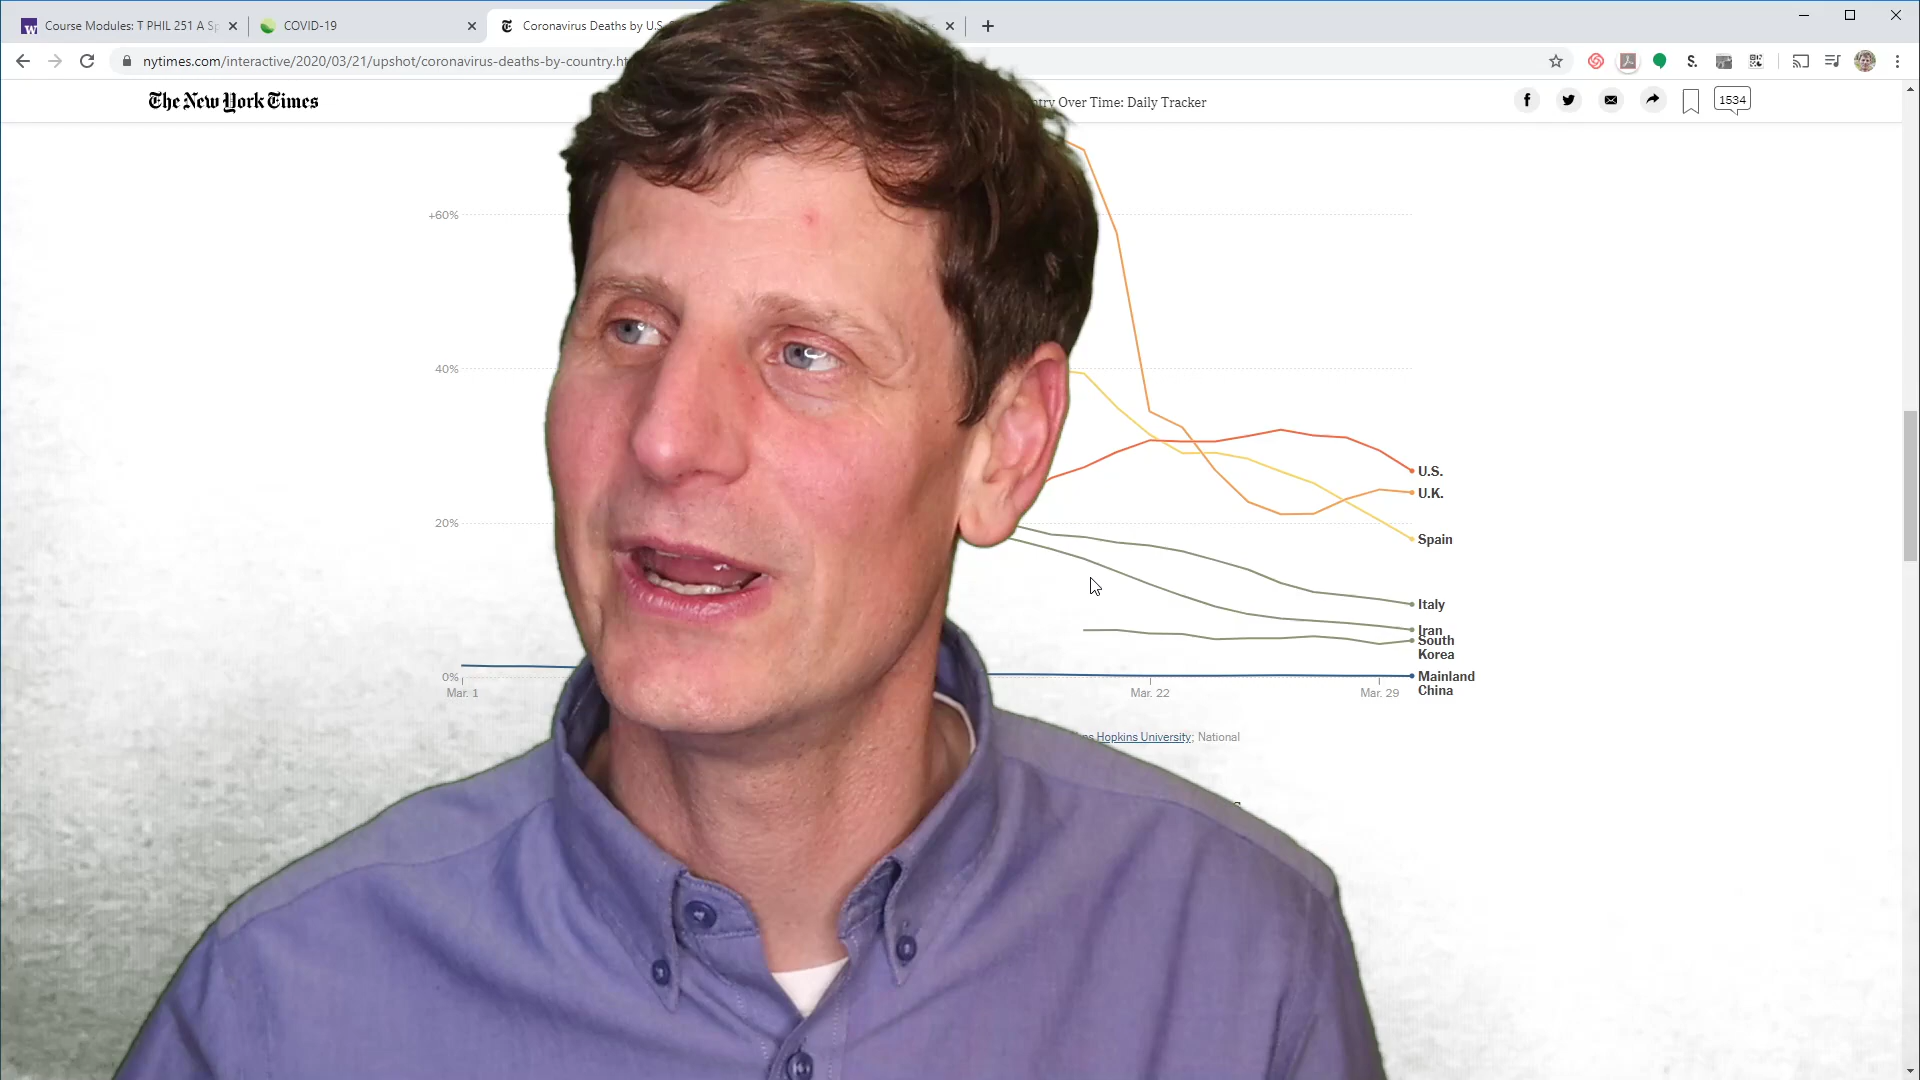 Course Modules: T PHIL 251 A Sp
COVID-19
Coronavirus Deaths by U.S.
nytimes.com/interactive/2020/03/21/upshot/coronavirus-deaths-by-country.ht
The New York Times
Over Time: Daily Tracker
1534
+60%
40%
20%
0%
U.S.
U.K.
Spain
Italy
Iran
South
Korea
Mainland
China
Mar. 1
Mar. 22
Mar. 29
Hopkins University; National